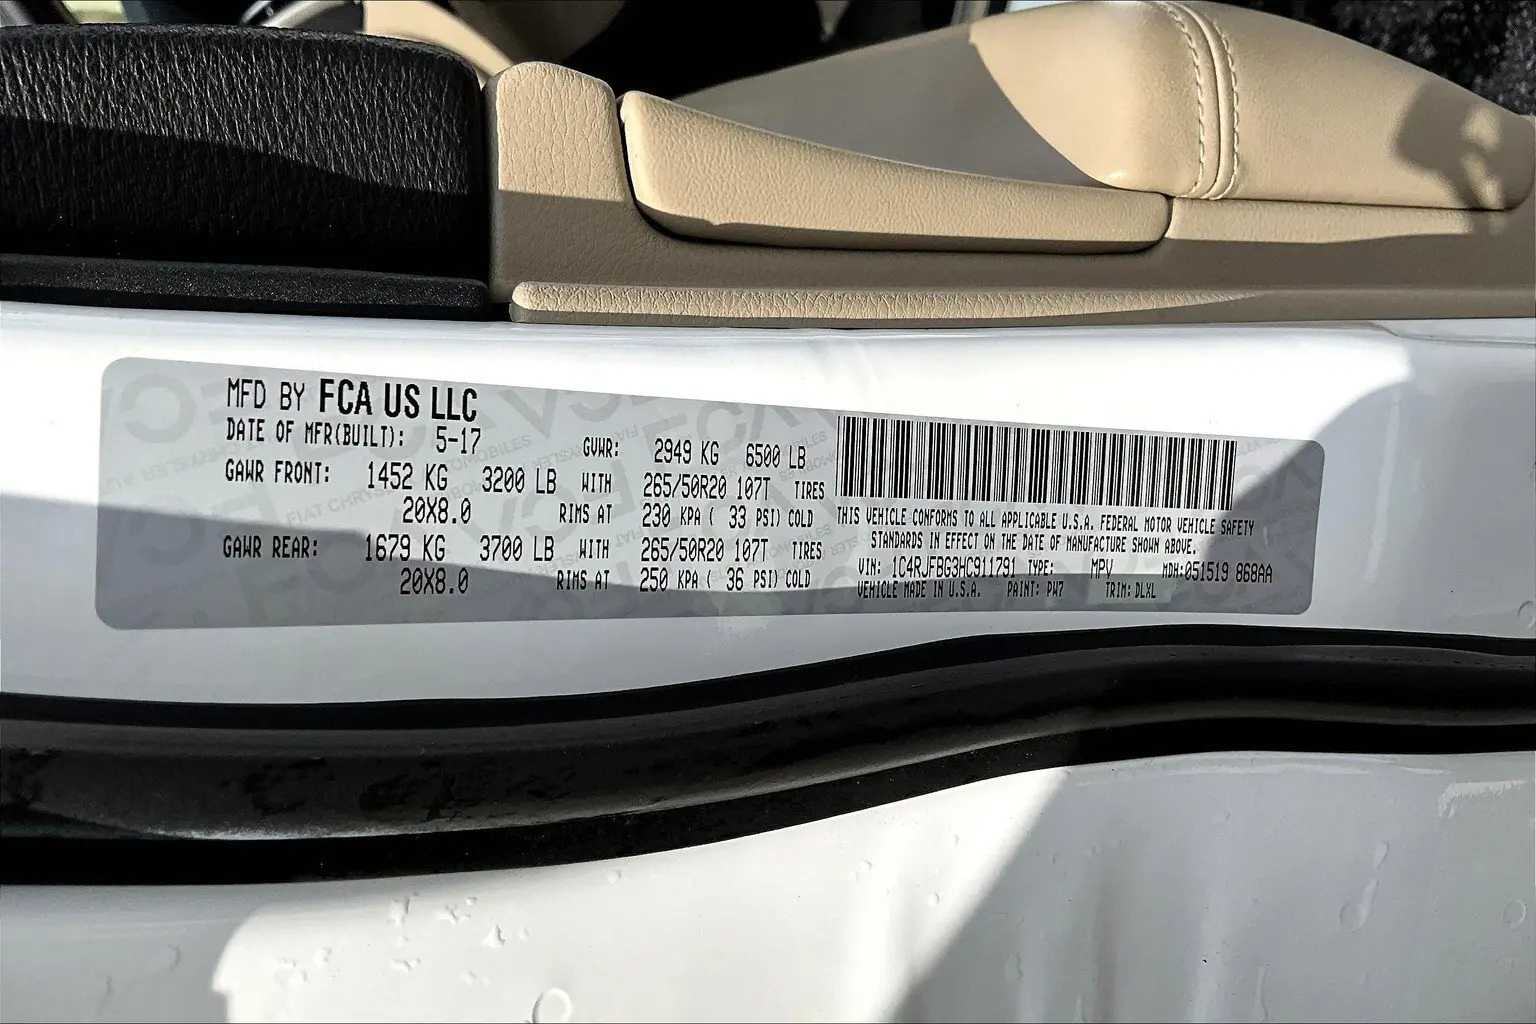 MFD BY FCA US LLC
DATE OF MFR(BUILT): 5-17 GVWR: 2949 KG 6500 LB
GAWR FRONT: 1452 KG 3200 LB WITH 265/50R20 107T TIRES
20X8.0 RIMS AT 230 KPA ( 33 PSI) COLD
GAWR REAR: 1679 KG 3700 LB WITH 265/50R20 107T TIRES
20X8.0 RIMS AT 250 KPA ( 36 PSI) COLD
THIS VEHICLE CONFORMS TO ALL APPLICABLE U.S.A. FEDERAL MOTOR VEHICLE SAFETY
STANDARDS IN EFFECT ON THE DATE OF MANUFACTURE SHOWN ABOVE.
VIN: 1C4RJFBG3HC911791 TYPE: MPV MDH:051519 868AA
VEHICLE MADE IN U.S.A. PAINT: PW7 TRIM: DLXL